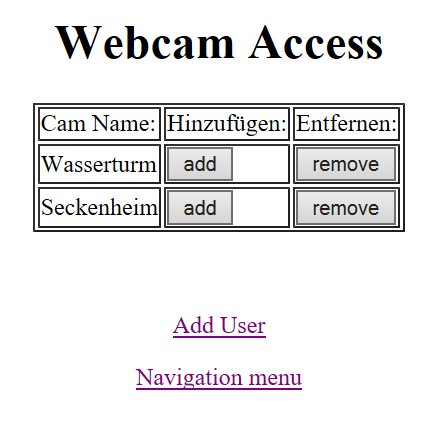 Webcam Access
Cam Name: Hinzufügen: Entfernen:
Wasserturm add remove
Seckenheim add remove
Add User
Navigation menu